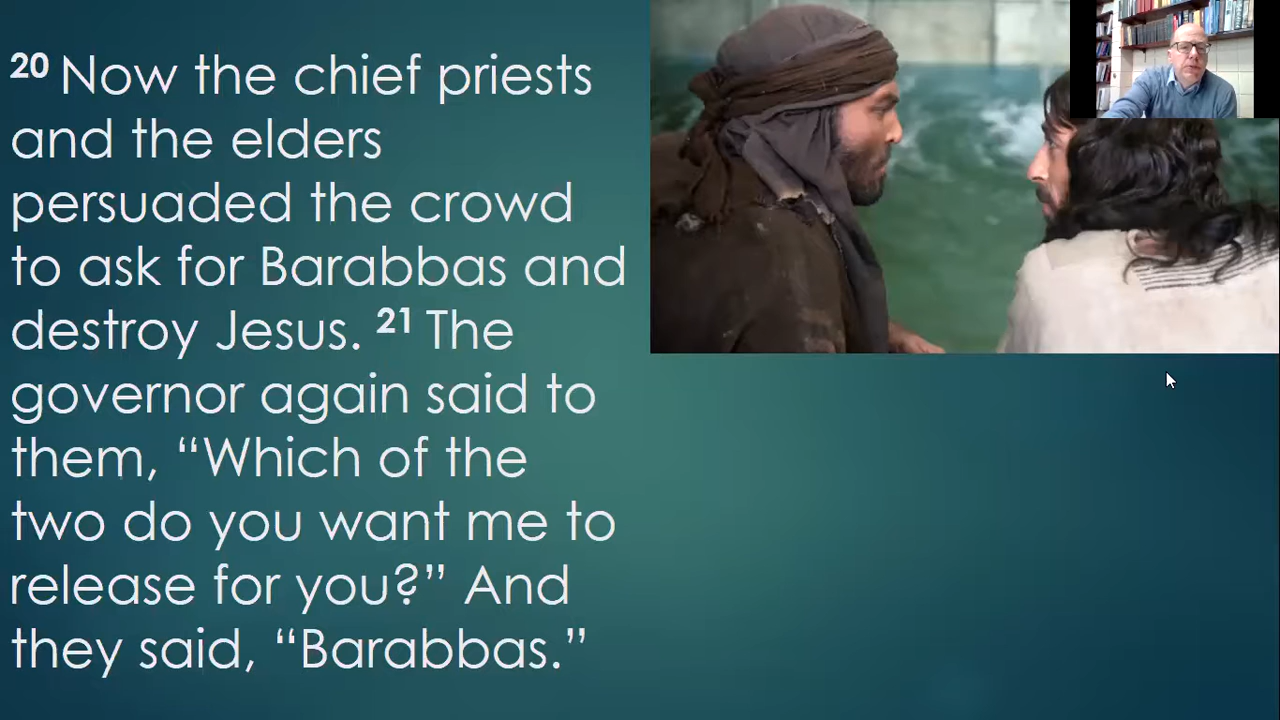 20 Now the chief priests
and the elders
persuaded the crowd
to ask for Barabbas and
destroy Jesus. 21 The
governor again said to
them, “Which of the
two do you want me to
release for you?” And
they said, “Barabbas.”